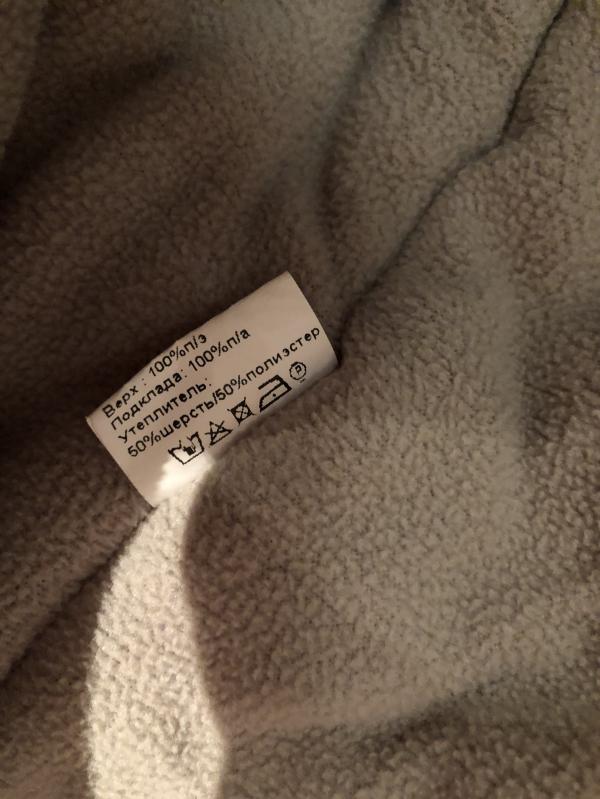 Верх : 100%п/э
Подклада: 100%п/а
Утеплитель:
50%шерсть/50%полиэстер
P